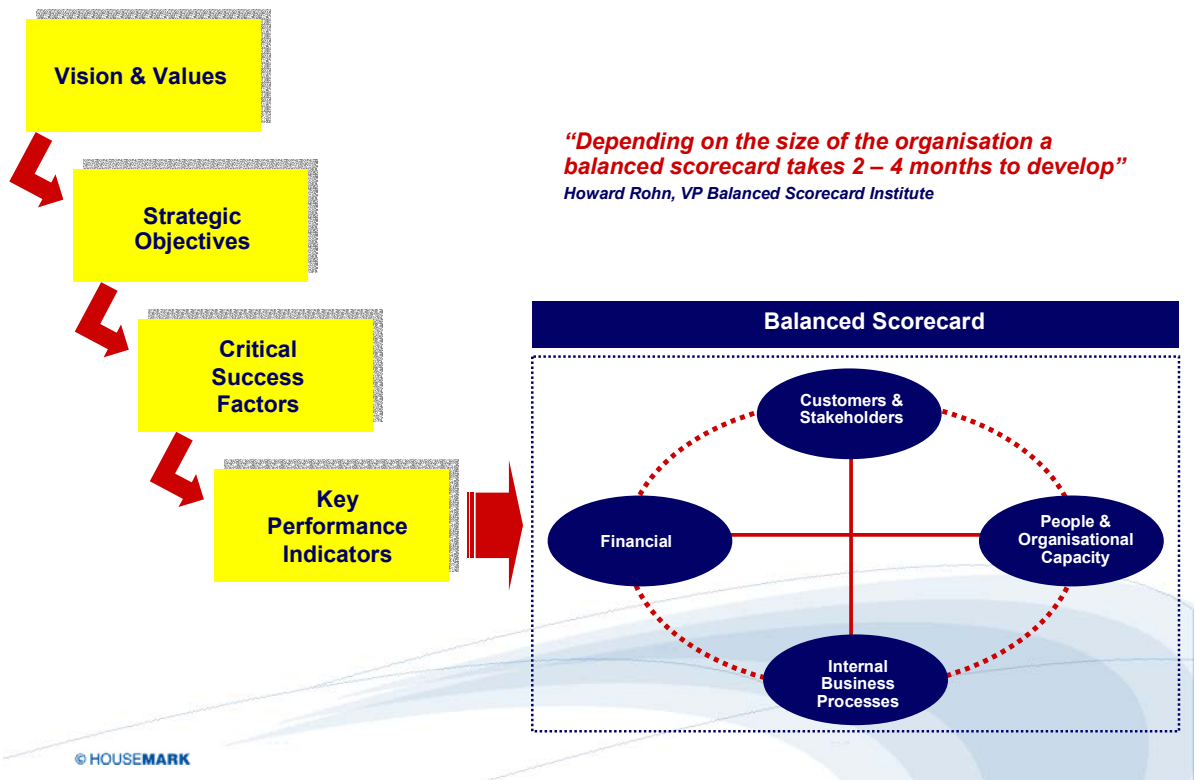 Vision & Values
Strategic
Objectives
Critical
Success
Factors
Key
Performance
Indicators
“Depending on the size of the organisation a
balanced scorecard takes 2 – 4 months to develop”
Howard Rohn, VP Balanced Scorecard Institute
Balanced Scorecard
Customers &
Stakeholders
Financial
People &
Organisational
Capacity
Internal
Business
Processes
© HOUSEMARK